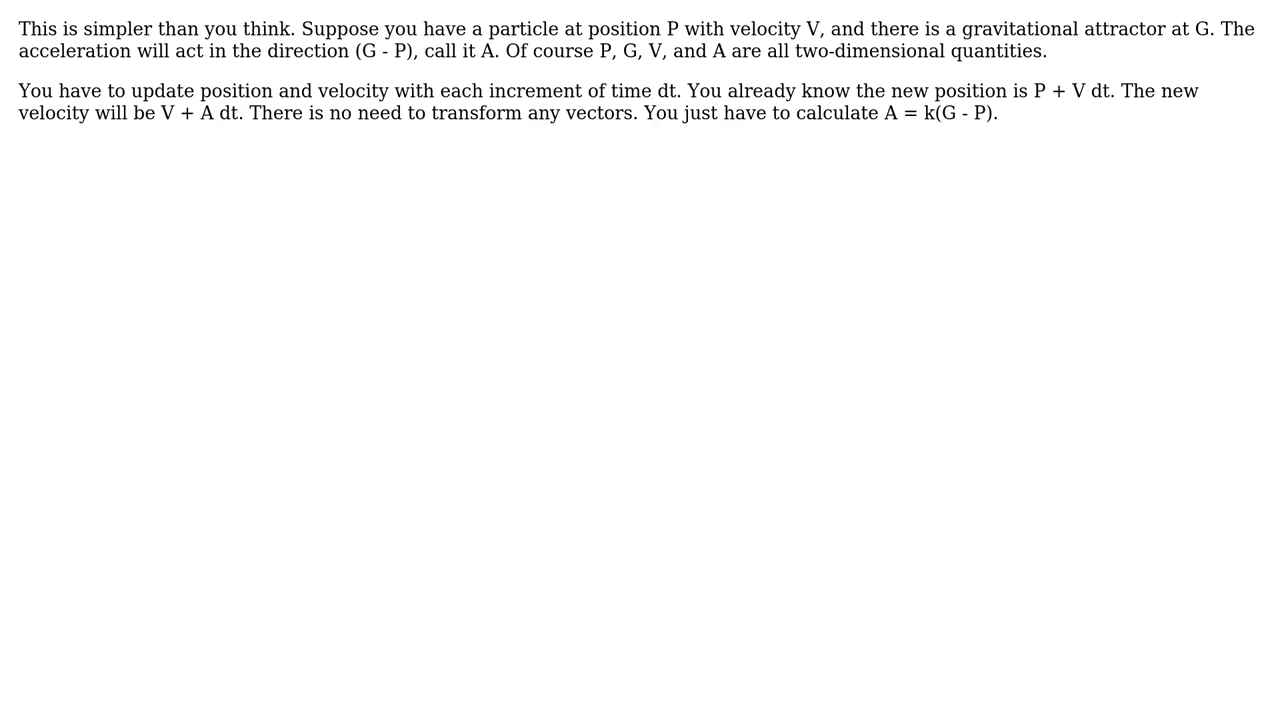 This is simpler than you think. Suppose you have a particle at position P with velocity V, and there is a gravitational attractor at G. The
acceleration will act in the direction (G - P), call it A. Of course P, G, V, and A are all two-dimensional quantities.
You have to update position and velocity with each increment of time dt. You already know the new position is P + V dt. The new
velocity will be V + A dt. There is no need to transform any vectors. You just have to calculate A = k(G - P).